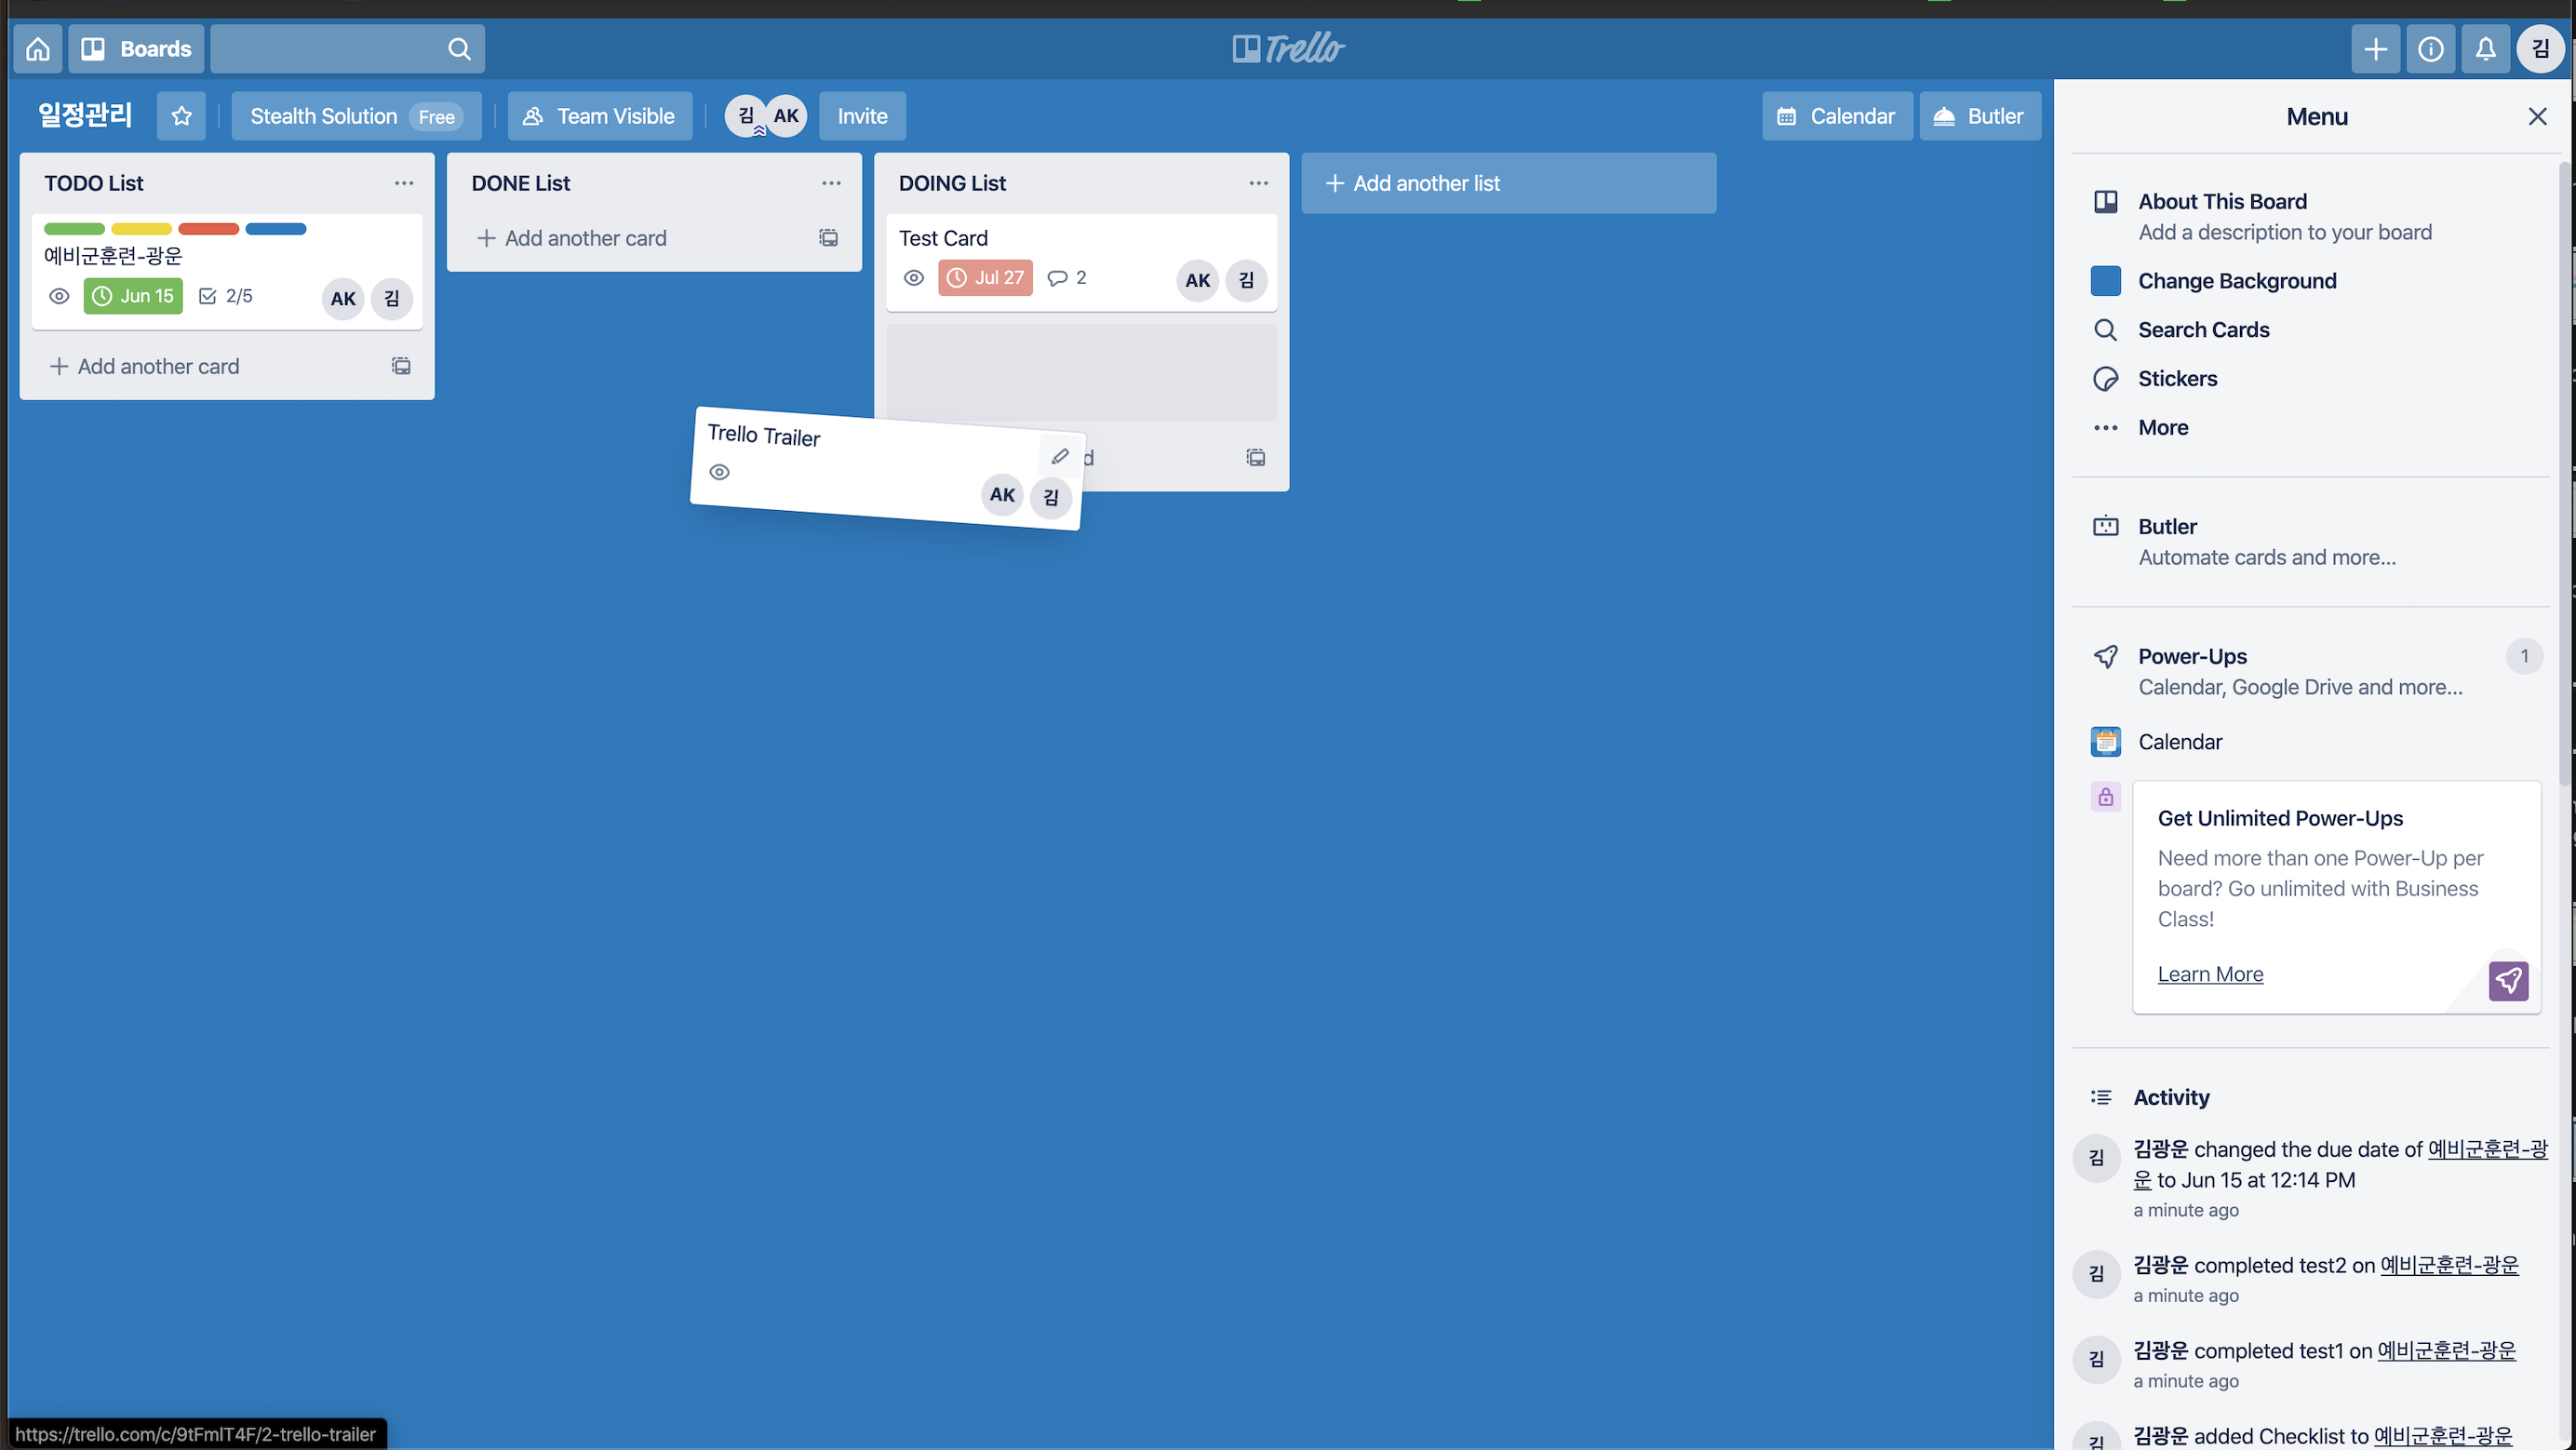 Boards
Trello
김
일정관리
Stealth Solution Free
Team Visible
김 AK
Invite
Calendar
Butler
TODO List
예비군훈련-광운
Jun 15 2/5
AK 김
+ Add another card
DONE List
+ Add another card
DOING List
Test Card
Jul 27 2
AK 김
Trello Trailer
AK 김
d
+ Add another list
Menu
About This Board
Add a description to your board
Change Background
Search Cards
Stickers
More
Butler
Automate cards and more...
Power-Ups
1
Calendar, Google Drive and more...
Calendar
Get Unlimited Power-Ups
Need more than one Power-Up per
board? Go unlimited with Business
Class!
Learn More
Activity
김
김광운 changed the due date of 예비군훈련-광
운 to Jun 15 at 12:14 PM
a minute ago
김
김광운 completed test2 on 예비군훈련-광운
a minute ago
김
김광운 completed test1 on 예비군훈련-광운
a minute ago
김
김광운 added Checklist to 예비군훈련-광운
https://trello.com/c/9tFmIT4F/2-trello-trailer